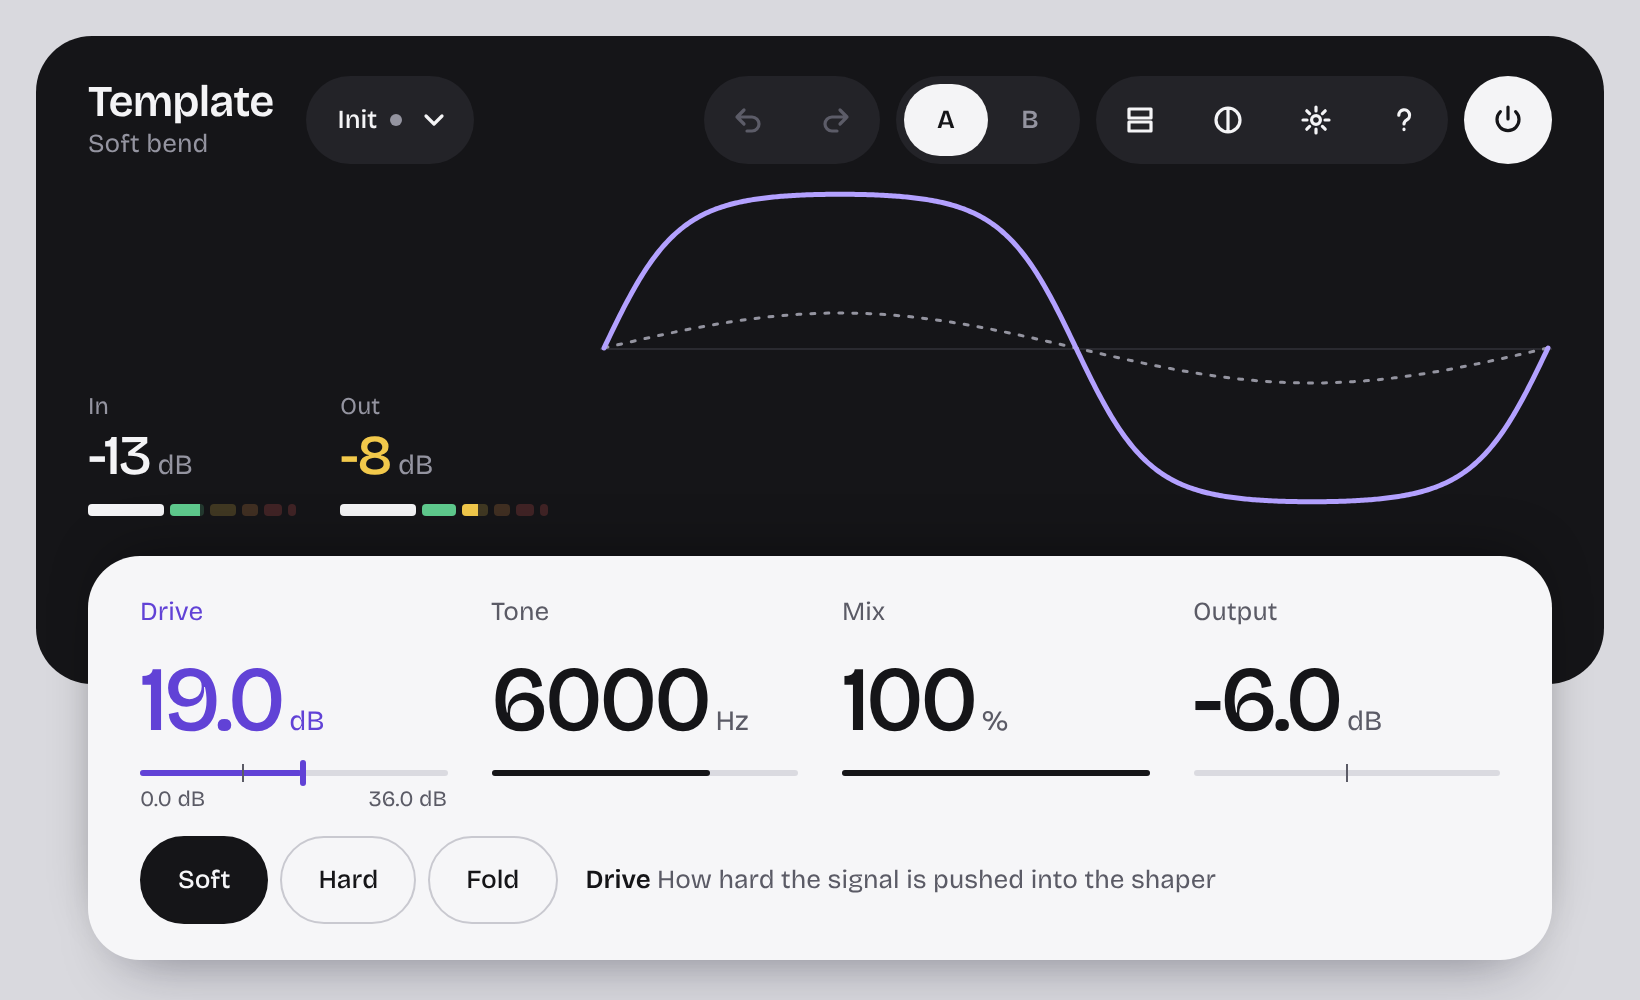 Template
Soft bend
Init
A B ?
In
-13 dB
Out
-8 dB
Drive
19.0 dB
0.0 dB 36.0 dB
Tone
6000 Hz
Mix
100 %
Output
-6.0 dB
Soft Hard Fold
Drive How hard the signal is pushed into the shaper